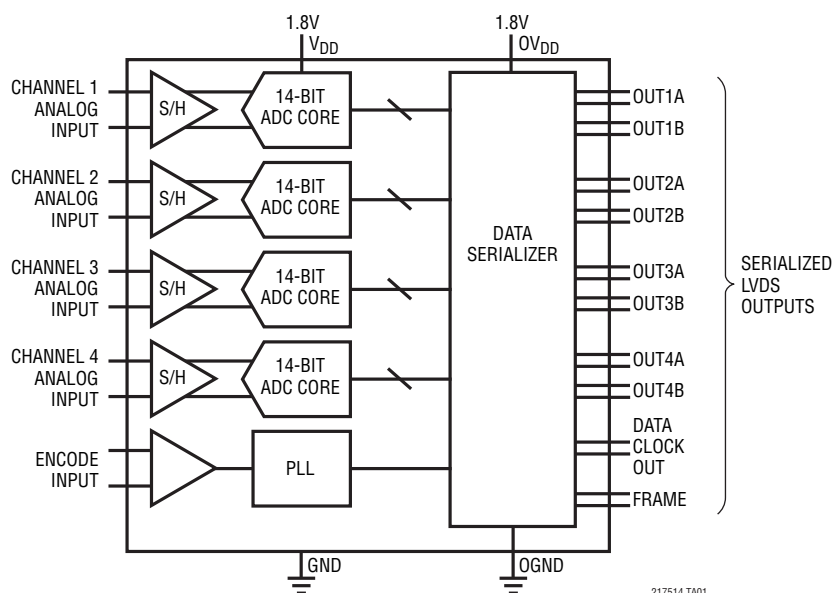 1.8V
VDD
1.8V
OVDD
CHANNEL 1
ANALOG
INPUT
S/H
14-BIT
ADC CORE
OUT1A
OUT1B
CHANNEL 2
ANALOG
INPUT
S/H
14-BIT
ADC CORE
OUT2A
OUT2B
DATA
SERIALIZER
CHANNEL 3
ANALOG
INPUT
S/H
14-BIT
ADC CORE
OUT3A
OUT3B
SERIALIZED
LVDS
OUTPUTS
CHANNEL 4
ANALOG
INPUT
S/H
14-BIT
ADC CORE
OUT4A
OUT4B
ENCODE
INPUT
PLL
DATA
CLOCK
OUT
FRAME
GND
OGND
217514 TA01